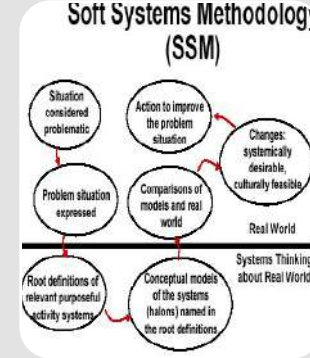 Soft Systems Methodology
(SSM)
Situation
considered
problematic
Action to improve
the problem
situation
Changes:
systemically
desirable,
culturally feasible
Problem situation
expressed
Comparisons of
models and real
world
Real World
Systems Thinking
about Real World
Root definitions of
relevant purposeful
activity systems
Conceptual models
of the systems
(halons) named in
the root definitions